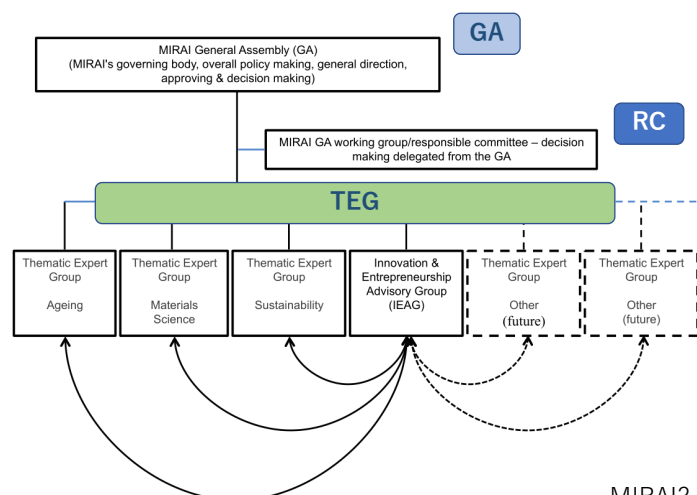 GA
MIRAI General Assembly (GA)
(MIRAI's governing body, overall policy making, general direction,
approving & decision making)
RC
MIRAI GA working group/responsible committee – decision
making delegated from the GA
TEG
Thematic Expert
Group
Ageing
Thematic Expert
Group
Materials
Science
Thematic Expert
Group
Sustainability
Innovation &
Entrepreneurship
Advisory Group
(IEAG)
Thematic Expert
Group
Other
(future)
Thematic Expert
Group
Other
(future)
MIRAI2